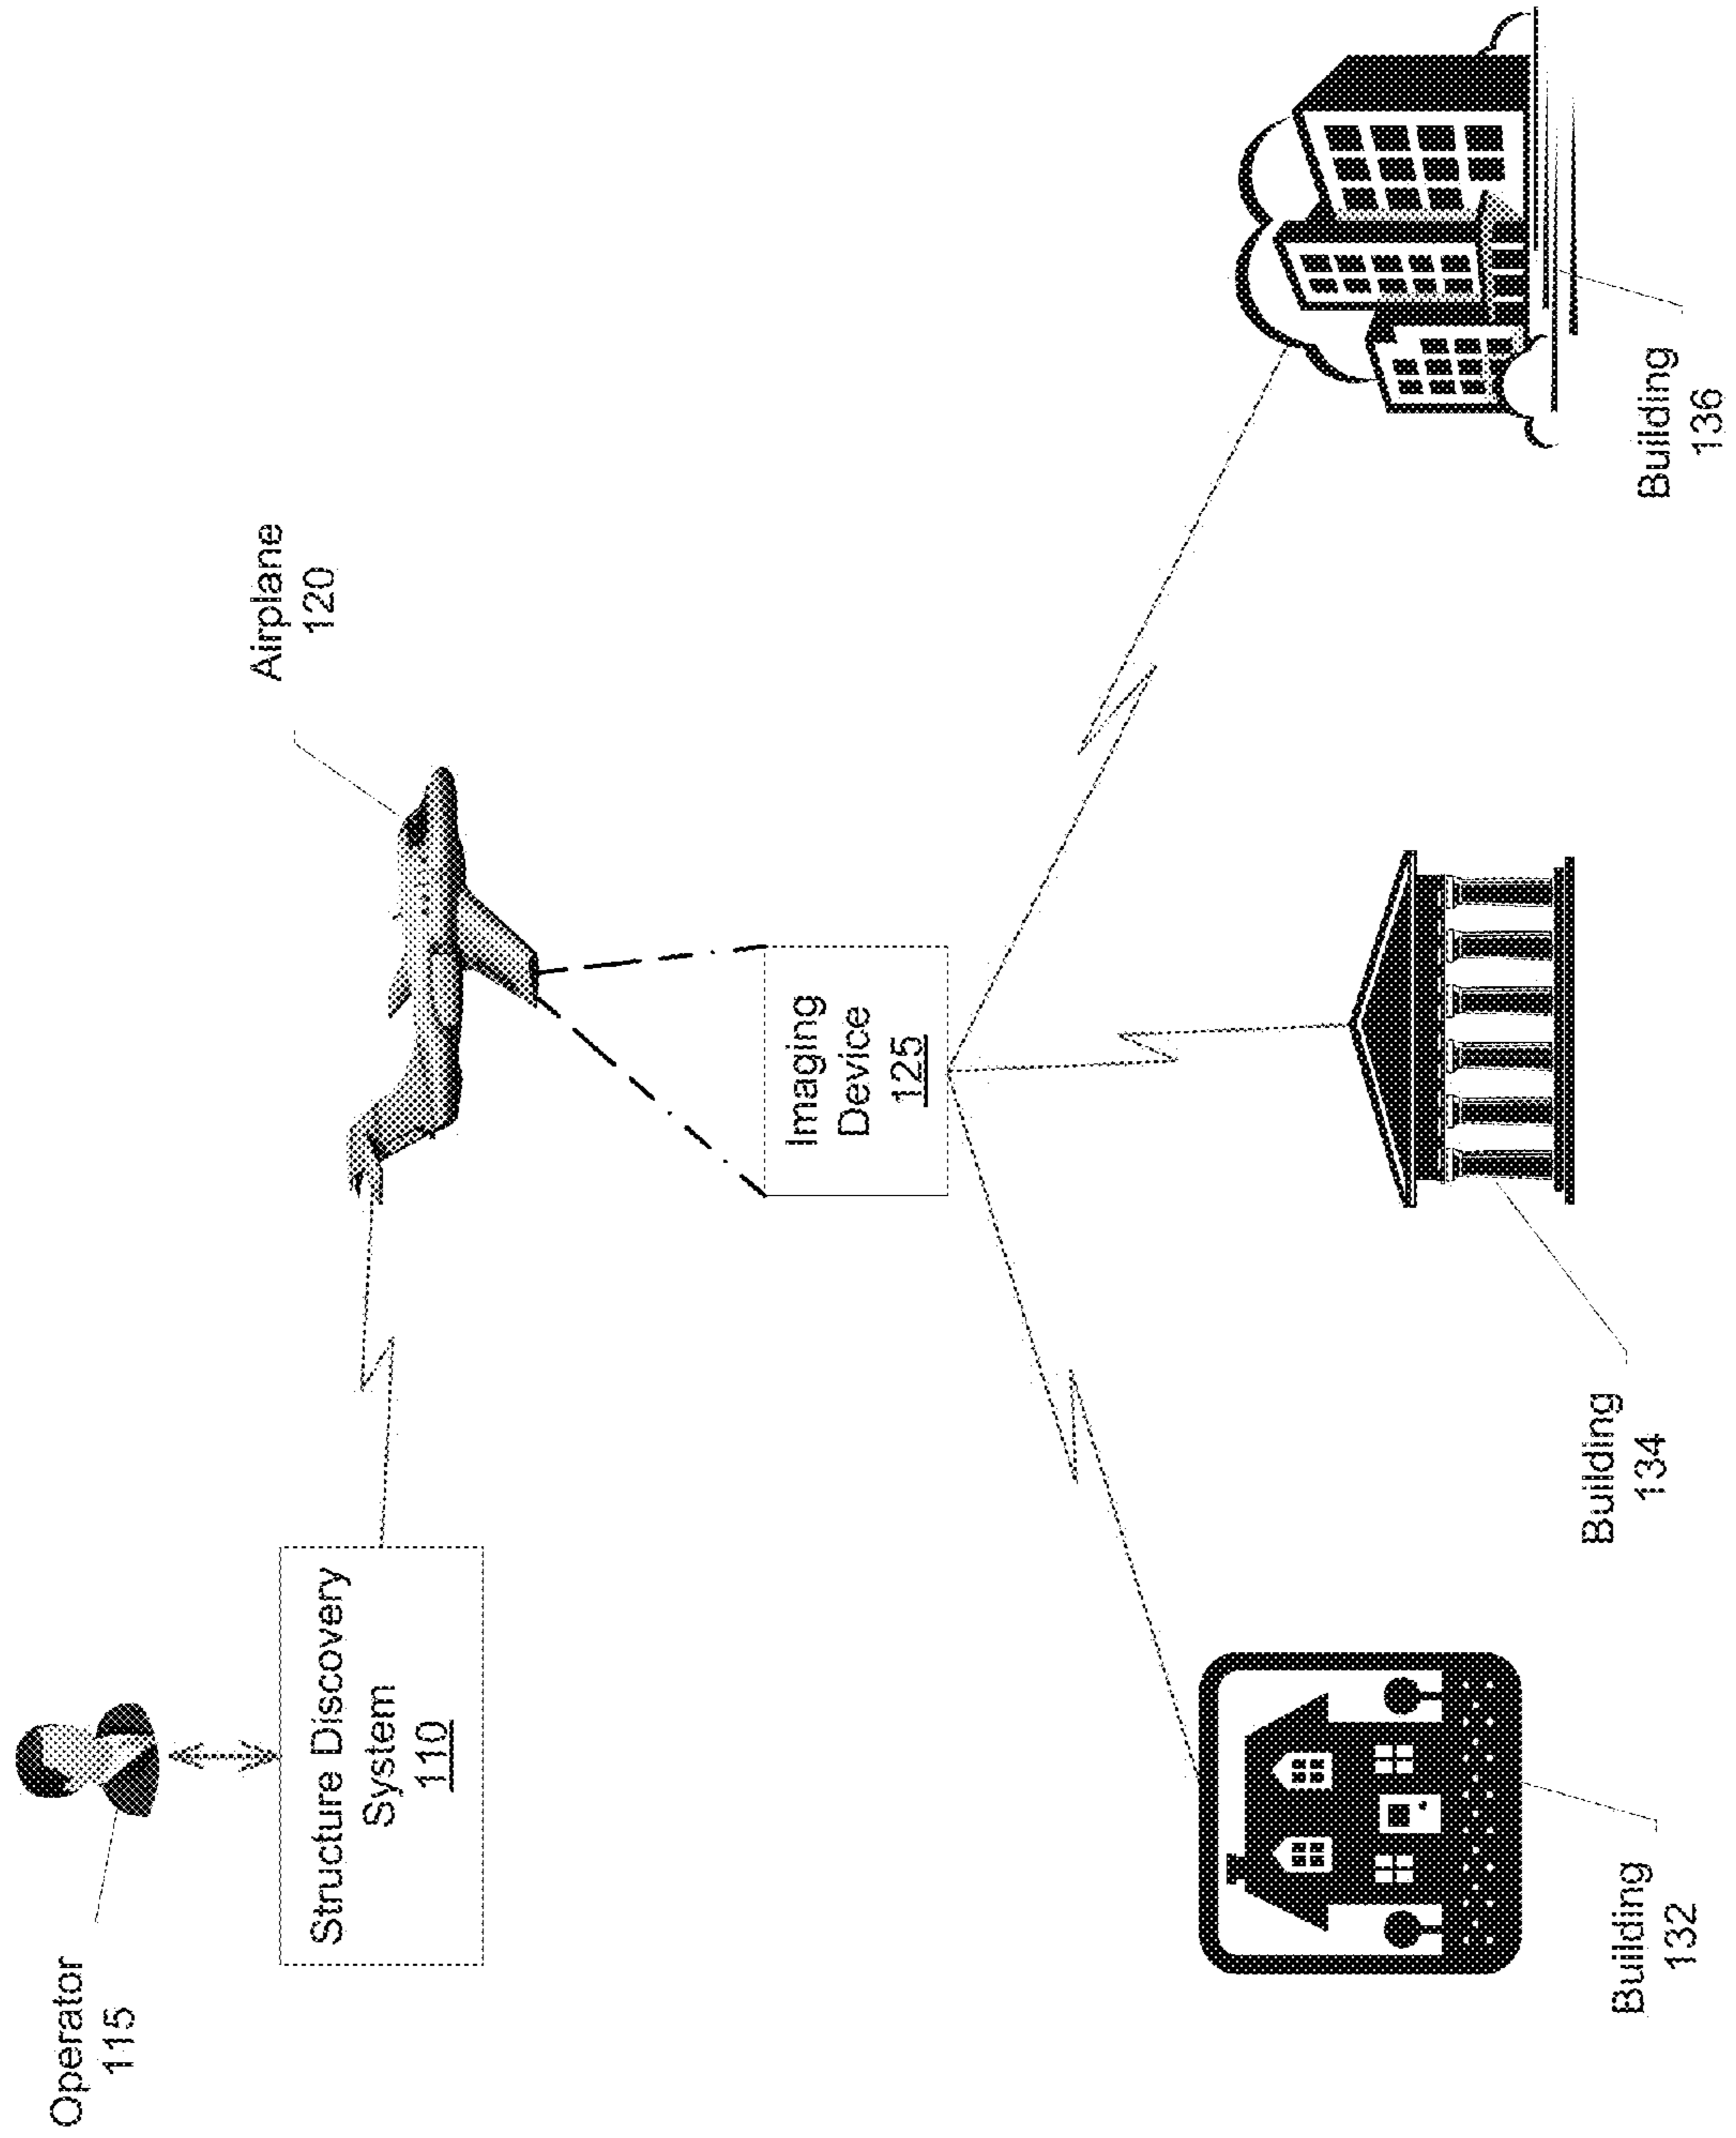 Operator
115
Structure Discovery
System
110
Airplane
120
Imaging
Device
125
Building
132
Building
134
Building
136